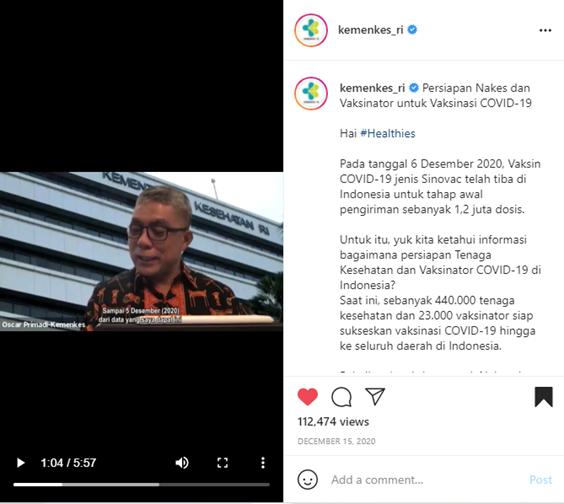 kemenkes_ri
kemenkes_ri Persiapan Nakes dan
Vaksinator untuk Vaksinasi COVID-19
Hai #Healthies
Pada tanggal 6 Desember 2020, Vaksin
COVID-19 jenis Sinovac telah tiba di
Indonesia untuk tahap awal
pengiriman sebanyak 1,2 juta dosis.
Untuk itu, yuk kita ketahui informasi
bagaimana persiapan Tenaga
Kesehatan dan Vaksinator COVID-19 di
Indonesia?
Saat ini, sebanyak 440.000 tenaga
kesehatan dan 23.000 vaksinator siap
sukseskan vaksinasi COVID-19 hingga
ke seluruh daerah di Indonesia.
KEMENTE KESEHATAN RI
Sampai 5 Desember (2020)
dari data yang saya
Oscar Primadi-Kemenkes
1:04 / 5:57
112,474 views
DECEMBER 15, 2020
Add a comment...
Post